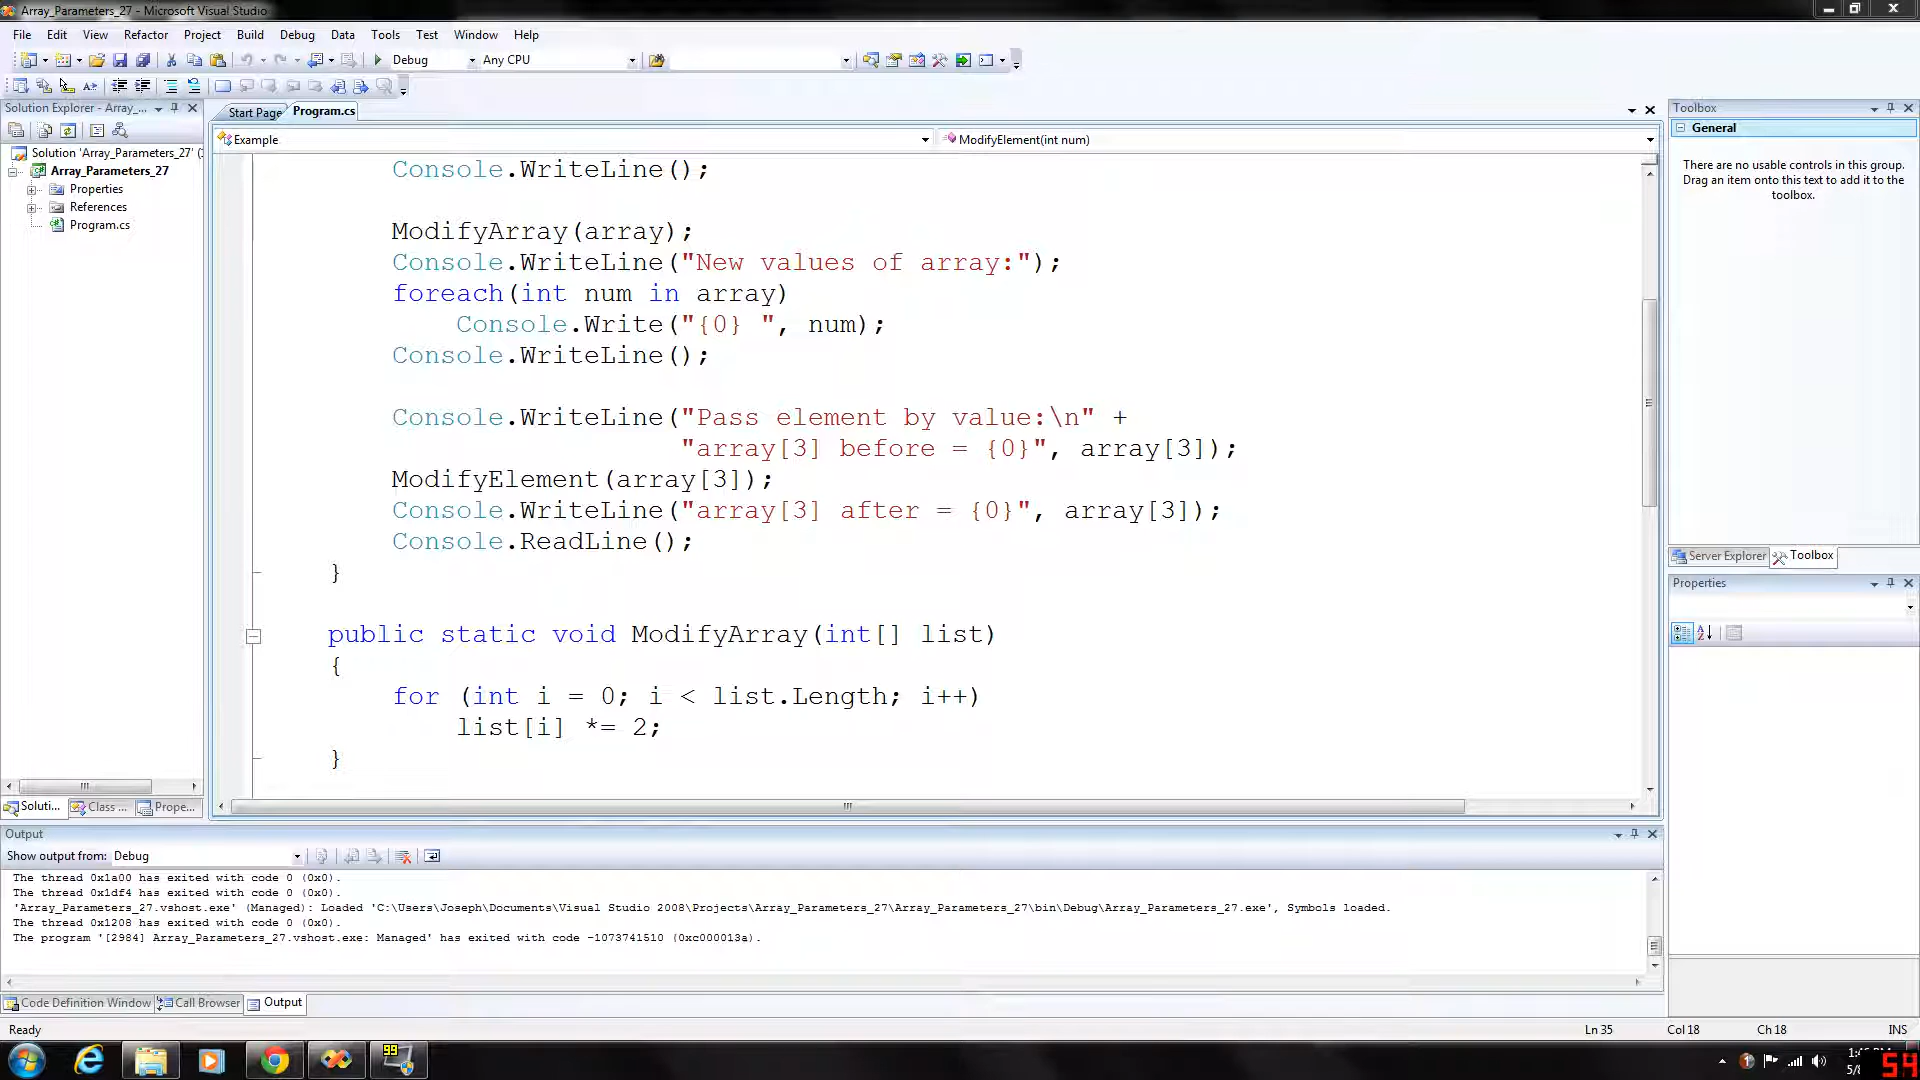 Array_Parameters_27 - Microsoft Visual Studio
File Edit View Refactor Project Build Debug Data Tools Test Window Help
Debug Any CPU
Solution Explorer - Array_...
Start Page Program.cs
Toolbox
Example ModifyElement(int num)
General
Solution 'Array_Parameters_27' (
Array_Parameters_27
Properties
References
Program.cs
There are no usable controls in this group.
Drag an item onto this text to add it to the
toolbox.
Console.WriteLine();
ModifyArray(array);
Console.WriteLine("New values of array:");
foreach(int num in array)
Console.Write("{0} ", num);
Console.WriteLine();
Console.WriteLine("Pass element by value:\n" +
"array[3] before = {0}", array[3]);
ModifyElement(array[3]);
Console.WriteLine("array[3] after = {0}", array[3]);
Console.ReadLine();
}
public static void ModifyArray(int[] list)
{
for (int i = 0; i < list.Length; i++)
list[i] *= 2;
}
Server Explorer Toolbox
Properties
Soluti... Class ... Prope...
Output
Show output from: Debug
The thread 0x1a00 has exited with code 0 (0x0).
The thread 0x1df4 has exited with code 0 (0x0).
'Array_Parameters_27.vshost.exe' (Managed): Loaded 'C:\Users\Joseph\Documents\Visual Studio 2008\Projects\Array_Parameters_27\Array_Parameters_27\bin\Debug\Array_Parameters_27.exe', Symbols loaded.
The thread 0x1208 has exited with code 0 (0x0).
The program '[2984] Array_Parameters_27.vshost.exe: Managed' has exited with code -1073741510 (0xc000013a).
Code Definition Window Call Browser Output
Ready Ln 35 Col 18 Ch 18 INS
99
54